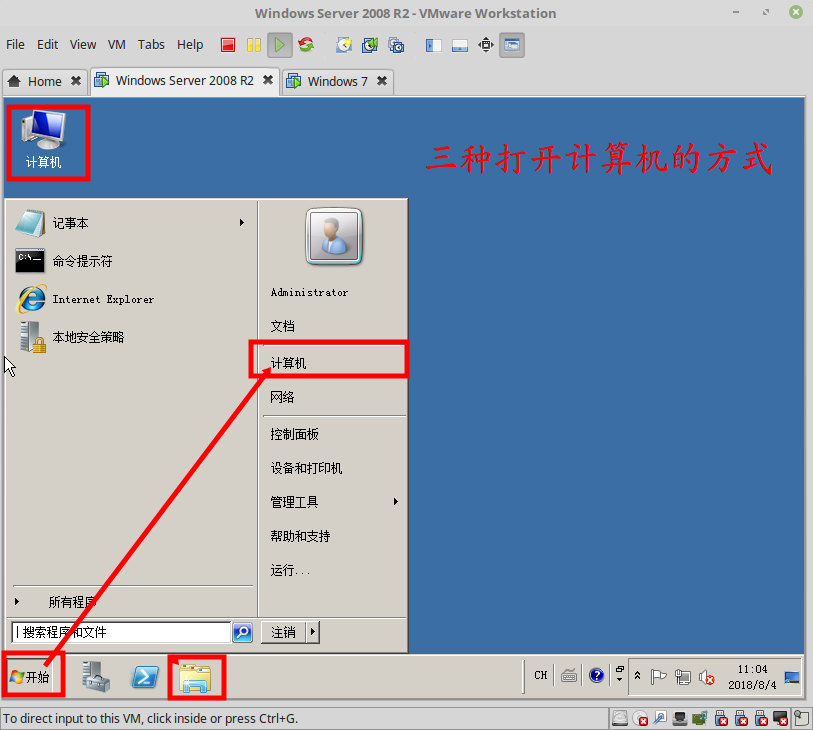 Windows Server 2008 R2 - VMware Workstation
File Edit View VM Tabs Help
Home Windows Server 2008 R2 Windows 7
计算机
三种打开计算机的方式
记事本
命令提示符
C:\
Internet Explorer
本地安全策略
Administrator
文档
计算机
网络
控制面板
设备和打印机
管理工具
帮助和支持
运行...
所有程序
搜索程序和文件
注销
开始
CH
11:04
2018/8/4
To direct input to this VM, click inside or press Ctrl+G.